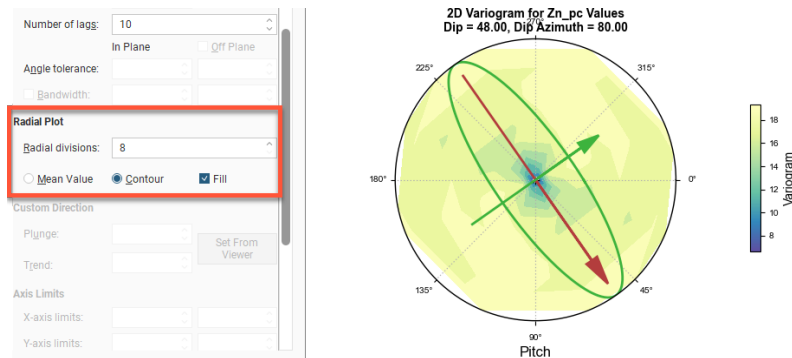 Number of lags: 10
In Plane Off Plane
Angle tolerance:
Bandwidth:
Radial Plot
Radial divisions: 8
Mean Value Contour Fill
Custom Direction
Plunge:
Set From
Viewer
Trend:
Axis Limits
X-axis limits:
Y-axis limits:
2D Variogram for Zn_pc Values
270°
Dip = 48.00, Dip Azimuth = 80.00
225°
315°
180°
0°
135°
45°
90°
Pitch
18
16
14
12
10
8
Variogram